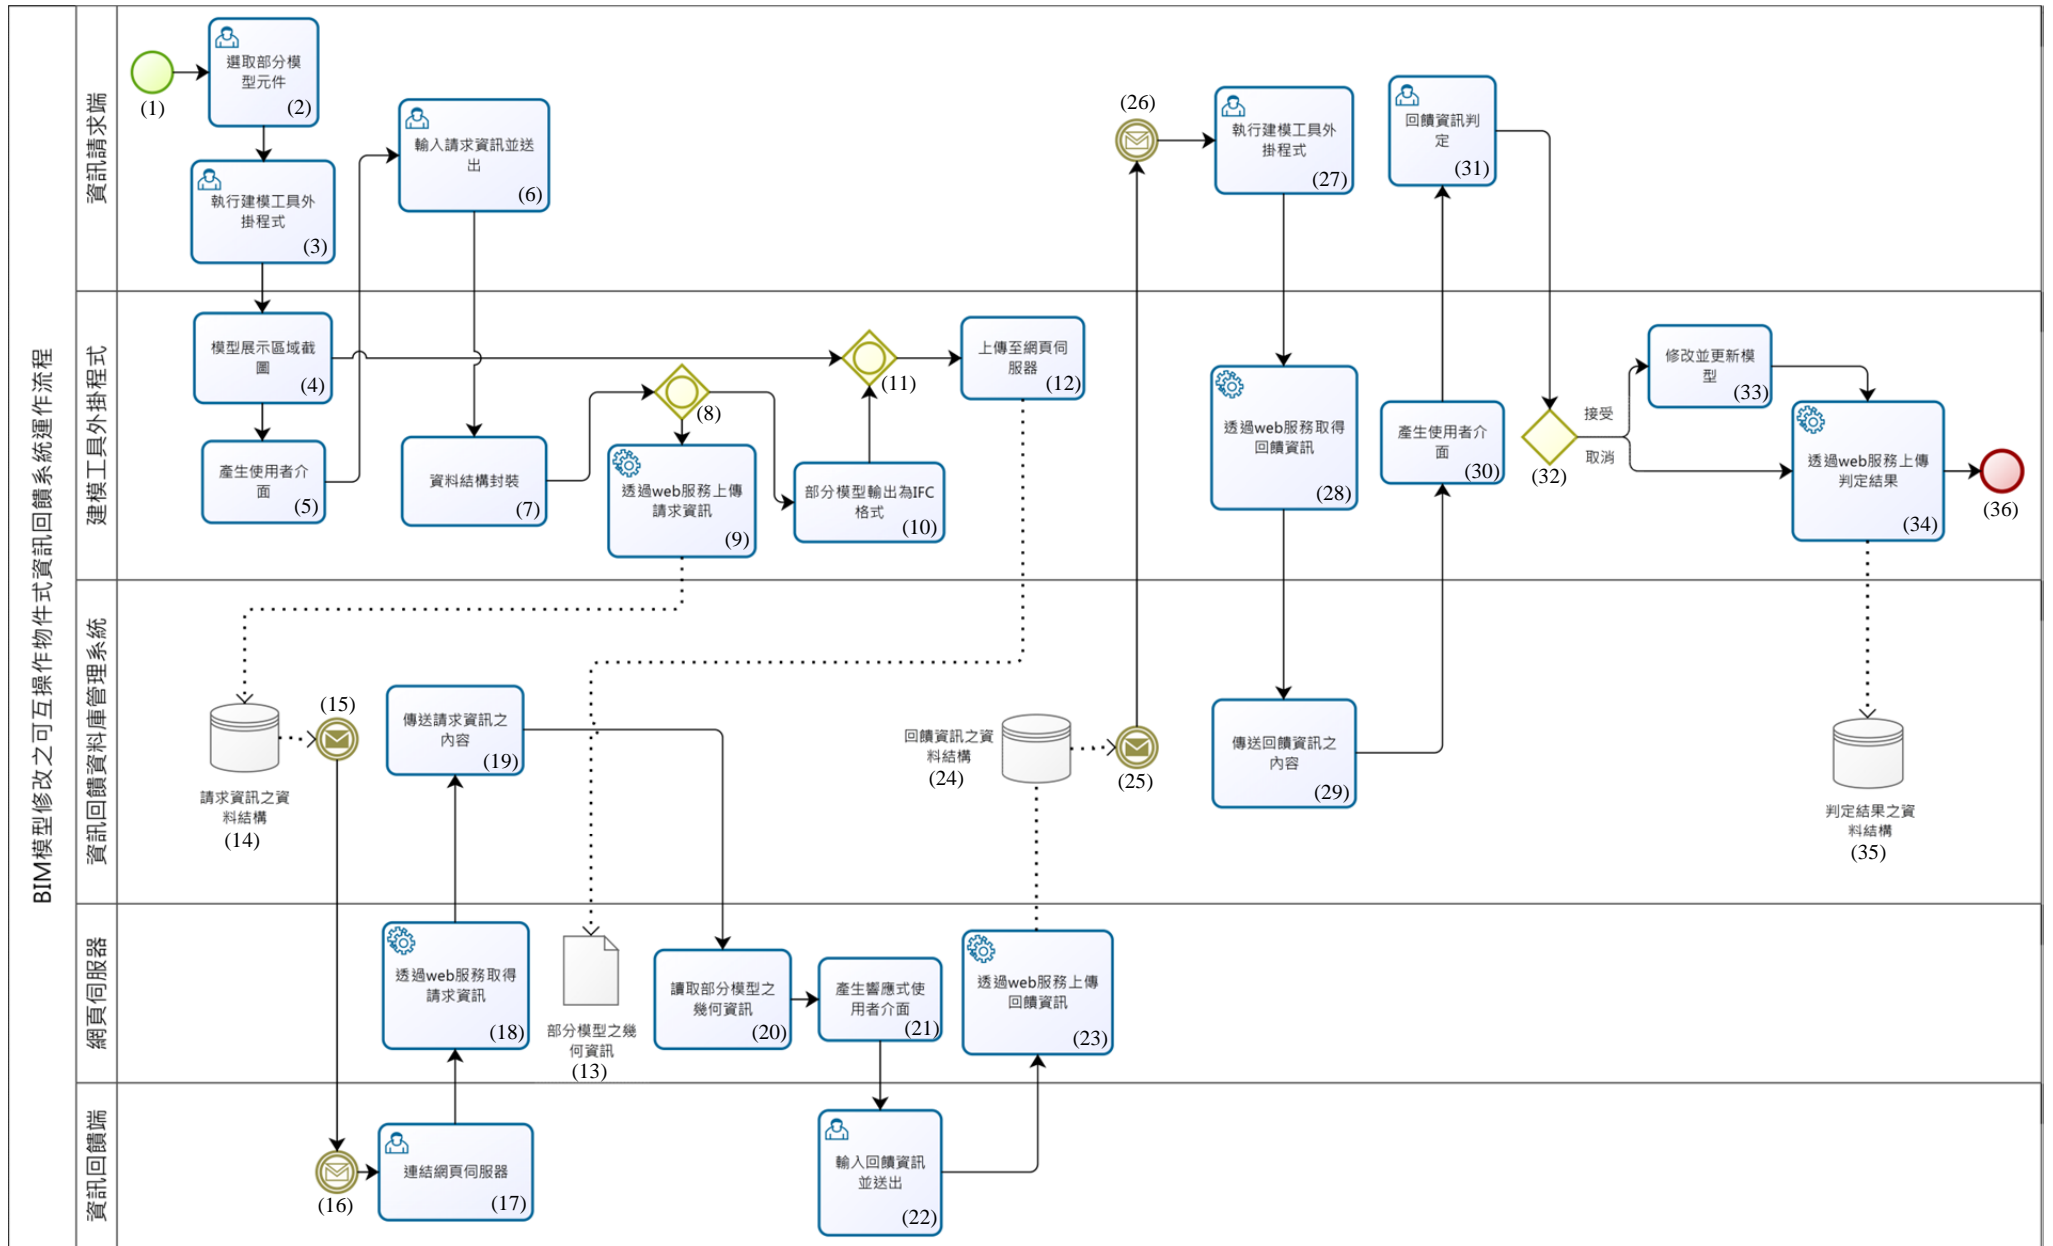 BIM模型修改之可互操作物件式資訊回饋系統運作流程
資訊請求端
(1)
選取部分模
型元件
(2)
執行建模工具外
掛程式
(3)
輸入請求資訊並送
出
(6)
(26)
執行建模工具外
掛程式
(27)
回饋資訊判
定
(31)
建模工具外掛程式
模型展示區域截
圖
(4)
產生使用者介
面
(5)
資料結構封裝
(7)
(8)
透過web服務上傳
請求資訊
(9)
部分模型輸出為IFC
格式
(10)
(11)
上傳至網頁伺
服器
(12)
透過web服務取得
回饋資訊
(28)
產生使用者介
面
(30)
(32)
接受
取消
修改並更新模
型
(33)
透過web服務上傳
判定結果
(34)
(36)
資訊回饋資料庫管理系統
請求資訊之資
料結構
(14)
(15)
傳送請求資訊之
內容
(19)
回饋資訊之資
料結構
(24)
(25)
傳送回饋資訊之
內容
(29)
判定結果之資
料結構
(35)
網頁伺服器
透過web服務取得
請求資訊
(18)
部分模型之幾
何資訊
(13)
讀取部分模型之
幾何資訊
(20)
產生響應式使
用者介面
(21)
透過web服務上傳
回饋資訊
(23)
資訊回饋端
(16)
連結網頁伺服器
(17)
輸入回饋資訊
並送出
(22)